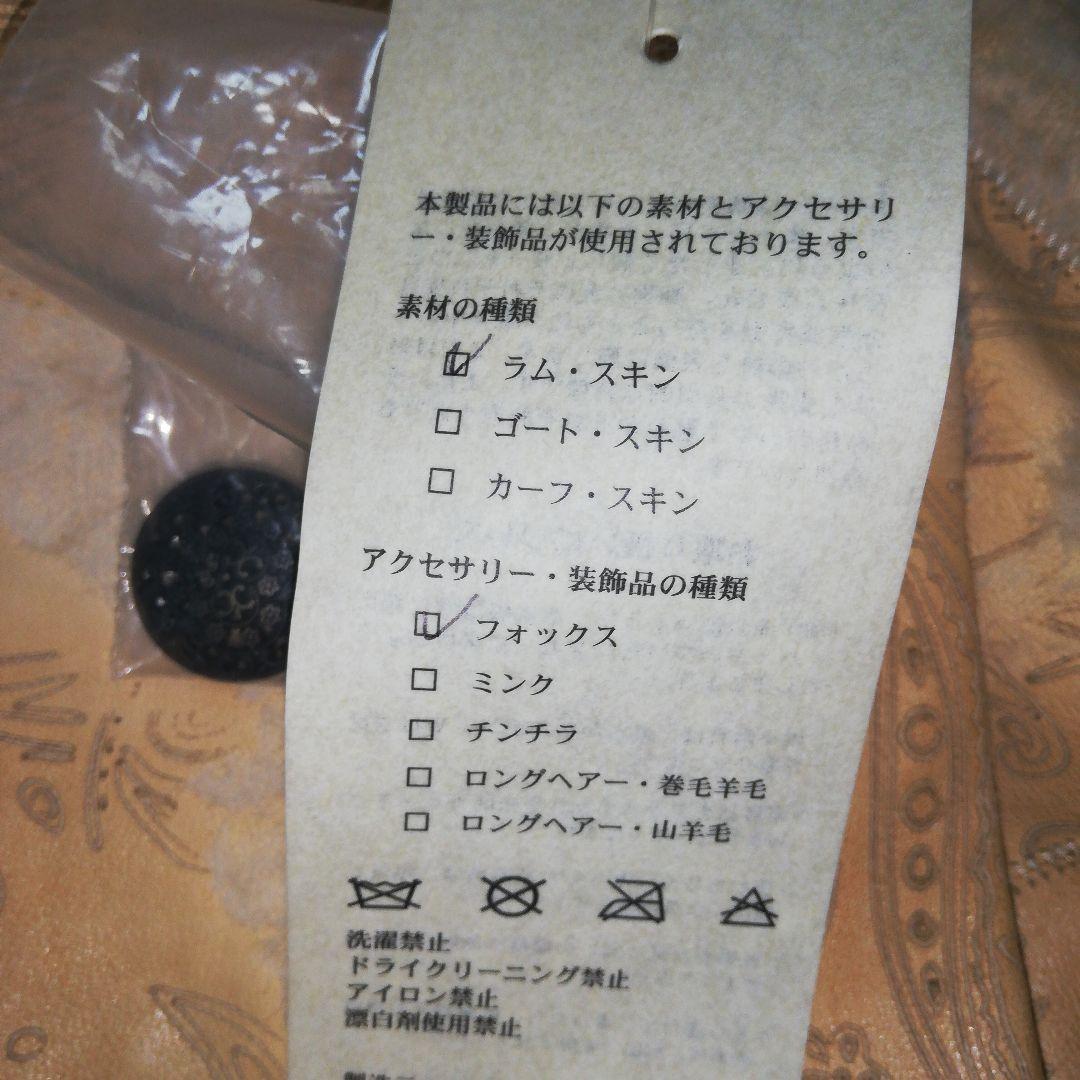 本製品には以下の素材とアクセサリ
ー・装飾品が使用されております。
素材の種類
ラム・スキン
ゴート・スキン
カーフ・スキン
アクセサリー・装飾品の種類
フォックス
ミンク
チンチラ
ロングヘアー・巻毛羊毛
ロングヘアー・山羊毛
洗濯禁止
ドライクリーニング禁止
アイロン禁止
漂白剤使用禁止